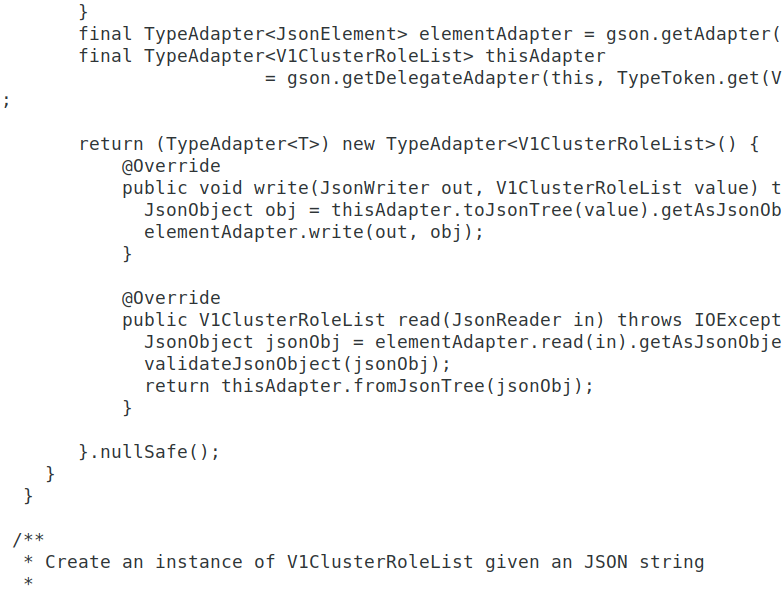 }
       final TypeAdapter<JsonElement> elementAdapter = gson.getAdapter(
       final TypeAdapter<V1ClusterRoleList> thisAdapter
                        = gson.getDelegateAdapter(this, TypeToken.get(V
;

       return (TypeAdapter<T>) new TypeAdapter<V1ClusterRoleList>() {
           @Override
           public void write(JsonWriter out, V1ClusterRoleList value) t
             JsonObject obj = thisAdapter.toJsonTree(value).getAsJsonOb
             elementAdapter.write(out, obj);
           }

           @Override
           public V1ClusterRoleList read(JsonReader in) throws IOExcept
             JsonObject jsonObj = elementAdapter.read(in).getAsJsonObje
             validateJsonObject(jsonObj);
             return thisAdapter.fromJsonTree(jsonObj);
           }

       }.nullSafe();
    }
  }

 /**
  * Create an instance of V1ClusterRoleList given an JSON string
  *